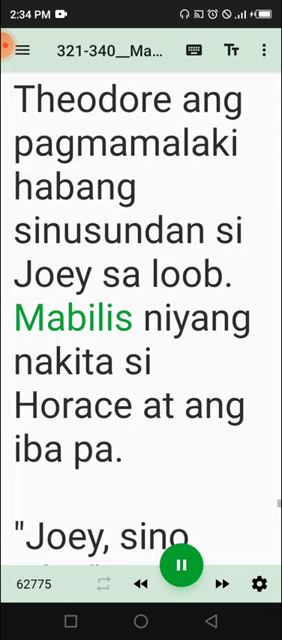 2:34 PM
321-340__Ma...
Theodore ang
pagmamalaki
habang
sinusundan si
Joey sa loob.
Mabilis niyang
nakita si
Horace at ang
iba pa.
"Joey, sino
62775